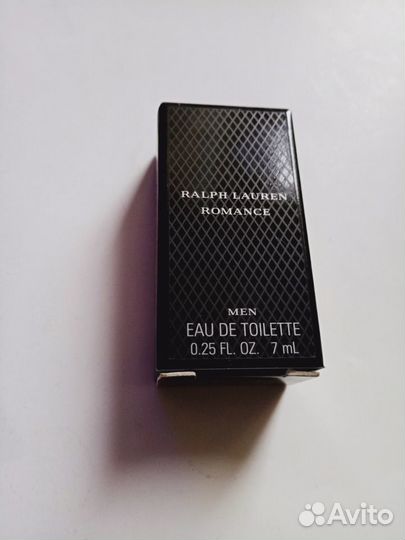 RALPH LAUREN
ROMANCE
MEN
EAU DE TOILETTE
0.25 FL. OZ. 7 mL
Avito